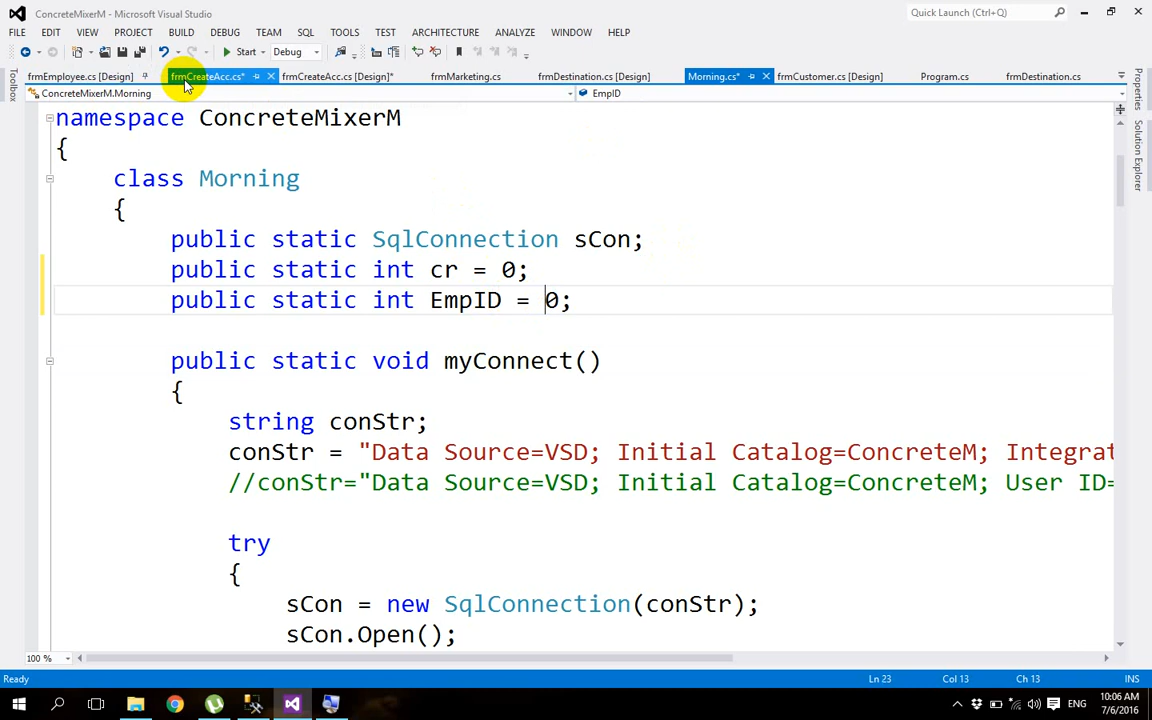 ConcreteMixerM - Microsoft Visual Studio
Quick Launch (Ctrl+Q)
FILE EDIT VIEW PROJECT BUILD DEBUG TEAM SQL TOOLS TEST ARCHITECTURE ANALYZE WINDOW HELP
Start Debug
Toolbox
frmEmployee.cs [Design] frmCreateAcc.cs* frmCreateAcc.cs [Design]* frmMarketing.cs frmDestination.cs [Design] Morning.cs* frmCustomer.cs [Design] Program.cs frmDestination.cs
ConcreteMixerM.Morning EmpID
Properties
Solution Explorer
namespace ConcreteMixerM
{
class Morning
{
public static SqlConnection sCon;
public static int cr = 0;
public static int EmpID = 0;
public static void myConnect()
{
string conStr;
conStr = "Data Source=VSD; Initial Catalog=ConcreteM; Integrat
//conStr="Data Source=VSD; Initial Catalog=ConcreteM; User ID=
try
{
sCon = new SqlConnection(conStr);
sCon.Open();
100 %
Ready Ln 23 Col 13 Ch 13 INS
ENG
10:06 AM
7/6/2016